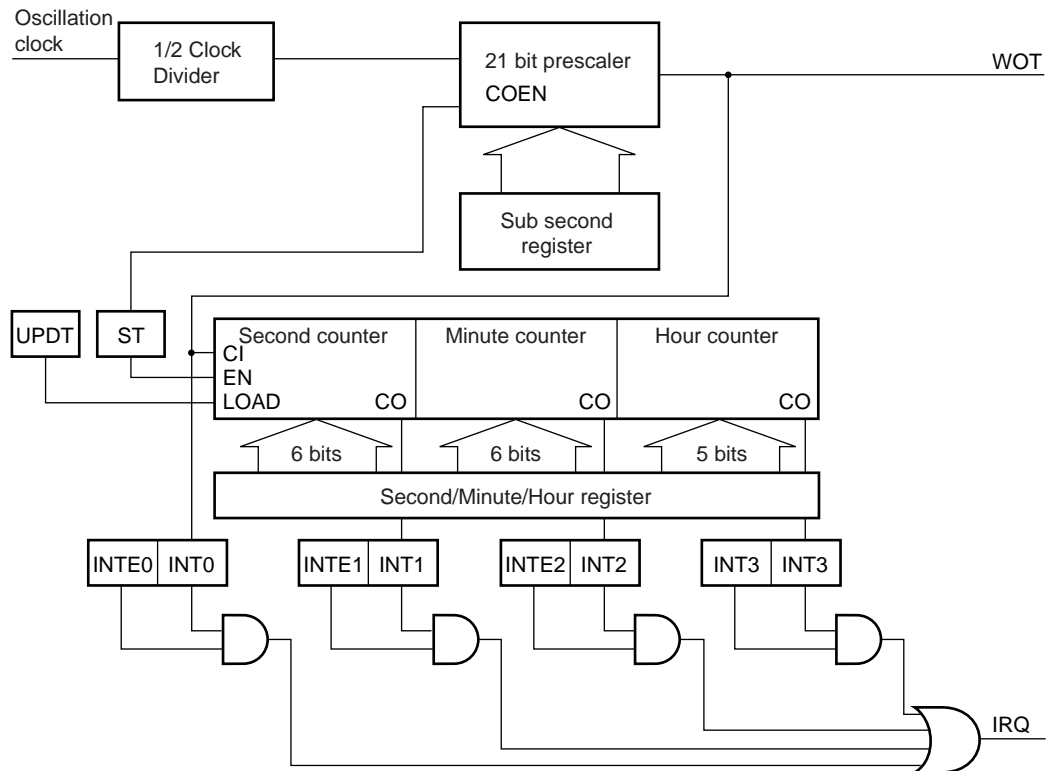 Oscillation
clock
1/2 Clock
Divider
21 bit prescaler
COEN
WOT
Sub second
register
UPDT
ST
Second counter
Minute counter
Hour counter
CI
EN
LOAD
CO
CO
CO
6 bits
6 bits
5 bits
Second/Minute/Hour register
INTE0
INT0
INTE1
INT1
INTE2
INT2
INT3
INT3
IRQ